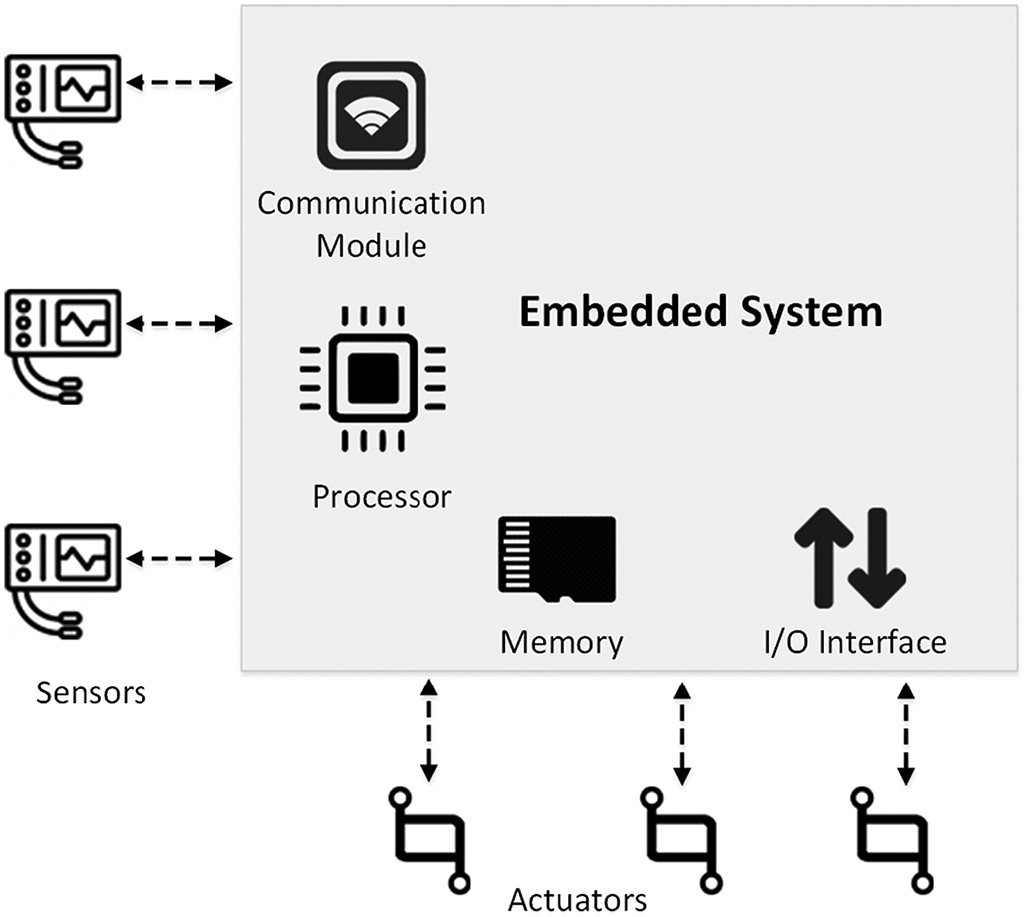 Communication
Module
Embedded System
Processor
Memory
I/O Interface
Sensors
Actuators